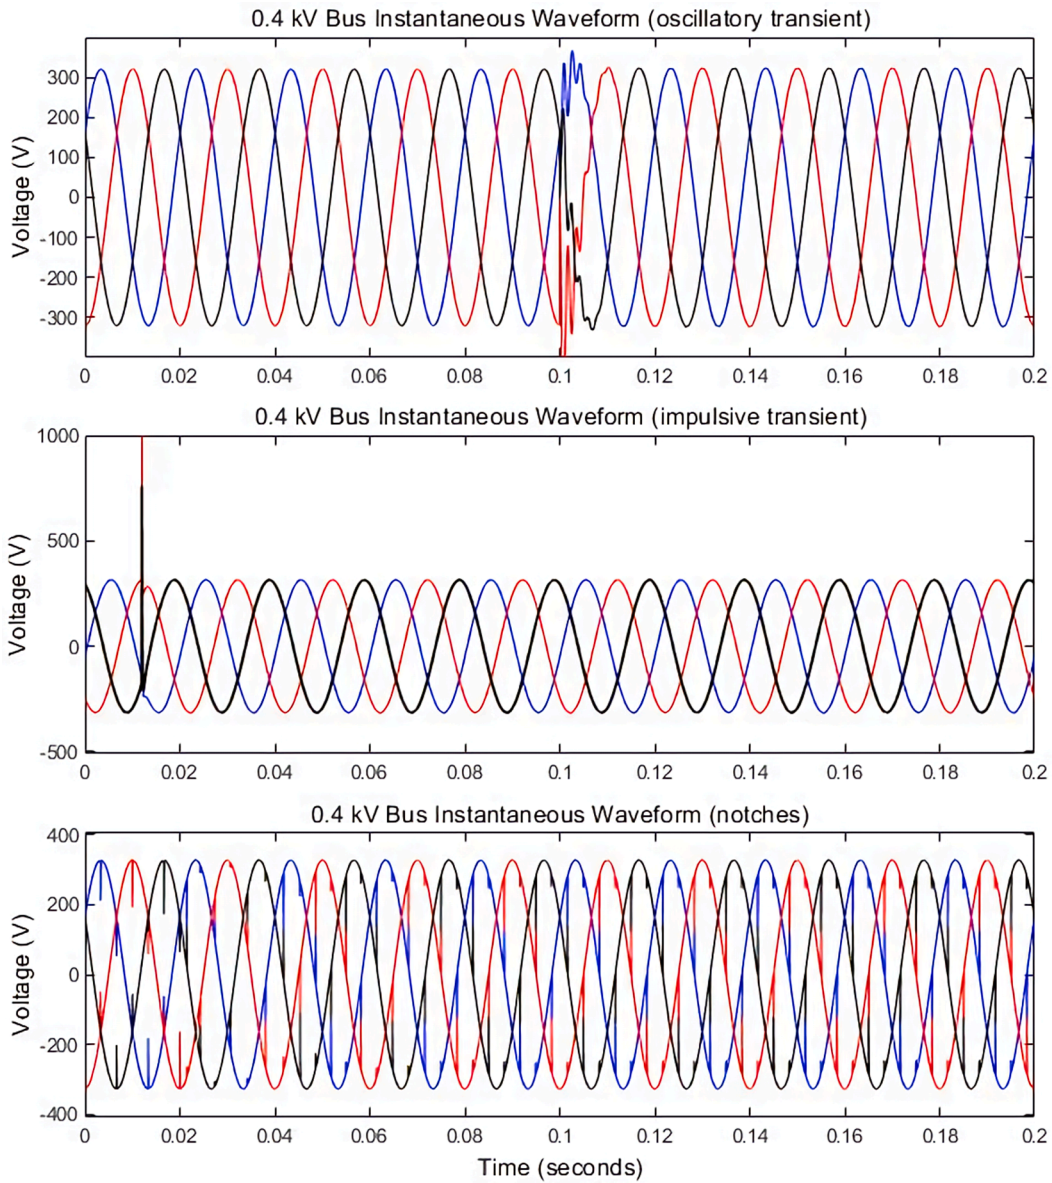 0.4 kV Bus Instantaneous Waveform (oscillatory transient)
300
200
100
0
-100
-200
-300
Voltage (V)
0 0.02 0.04 0.06 0.08 0.1 0.12 0.14 0.16 0.18 0.2
0.4 kV Bus Instantaneous Waveform (impulsive transient)
1000
500
0
-500
Voltage (V)
0 0.02 0.04 0.06 0.08 0.1 0.12 0.14 0.16 0.18 0.2
0.4 kV Bus Instantaneous Waveform (notches)
400
200
0
-200
-400
Voltage (V)
0 0.02 0.04 0.06 0.08 0.1 0.12 0.14 0.16 0.18 0.2
Time (seconds)